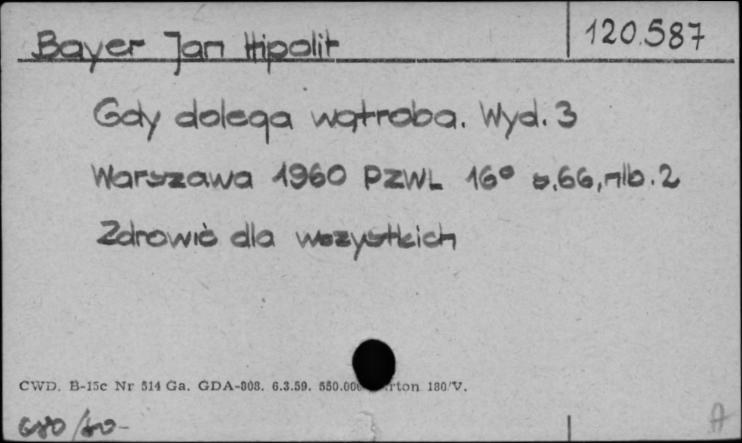 Bayer Jan Hipolit 120.587
Gdy dolega wątroba. Wyd. 3
Warszawa 1960 PZWL 16° s.66, nlb. 2
Zdrowie dla wszystkich
CWD. B-15c Nr 514 Ga. GDA-808. 6.3.59. 550.000 rton 180/V.
A